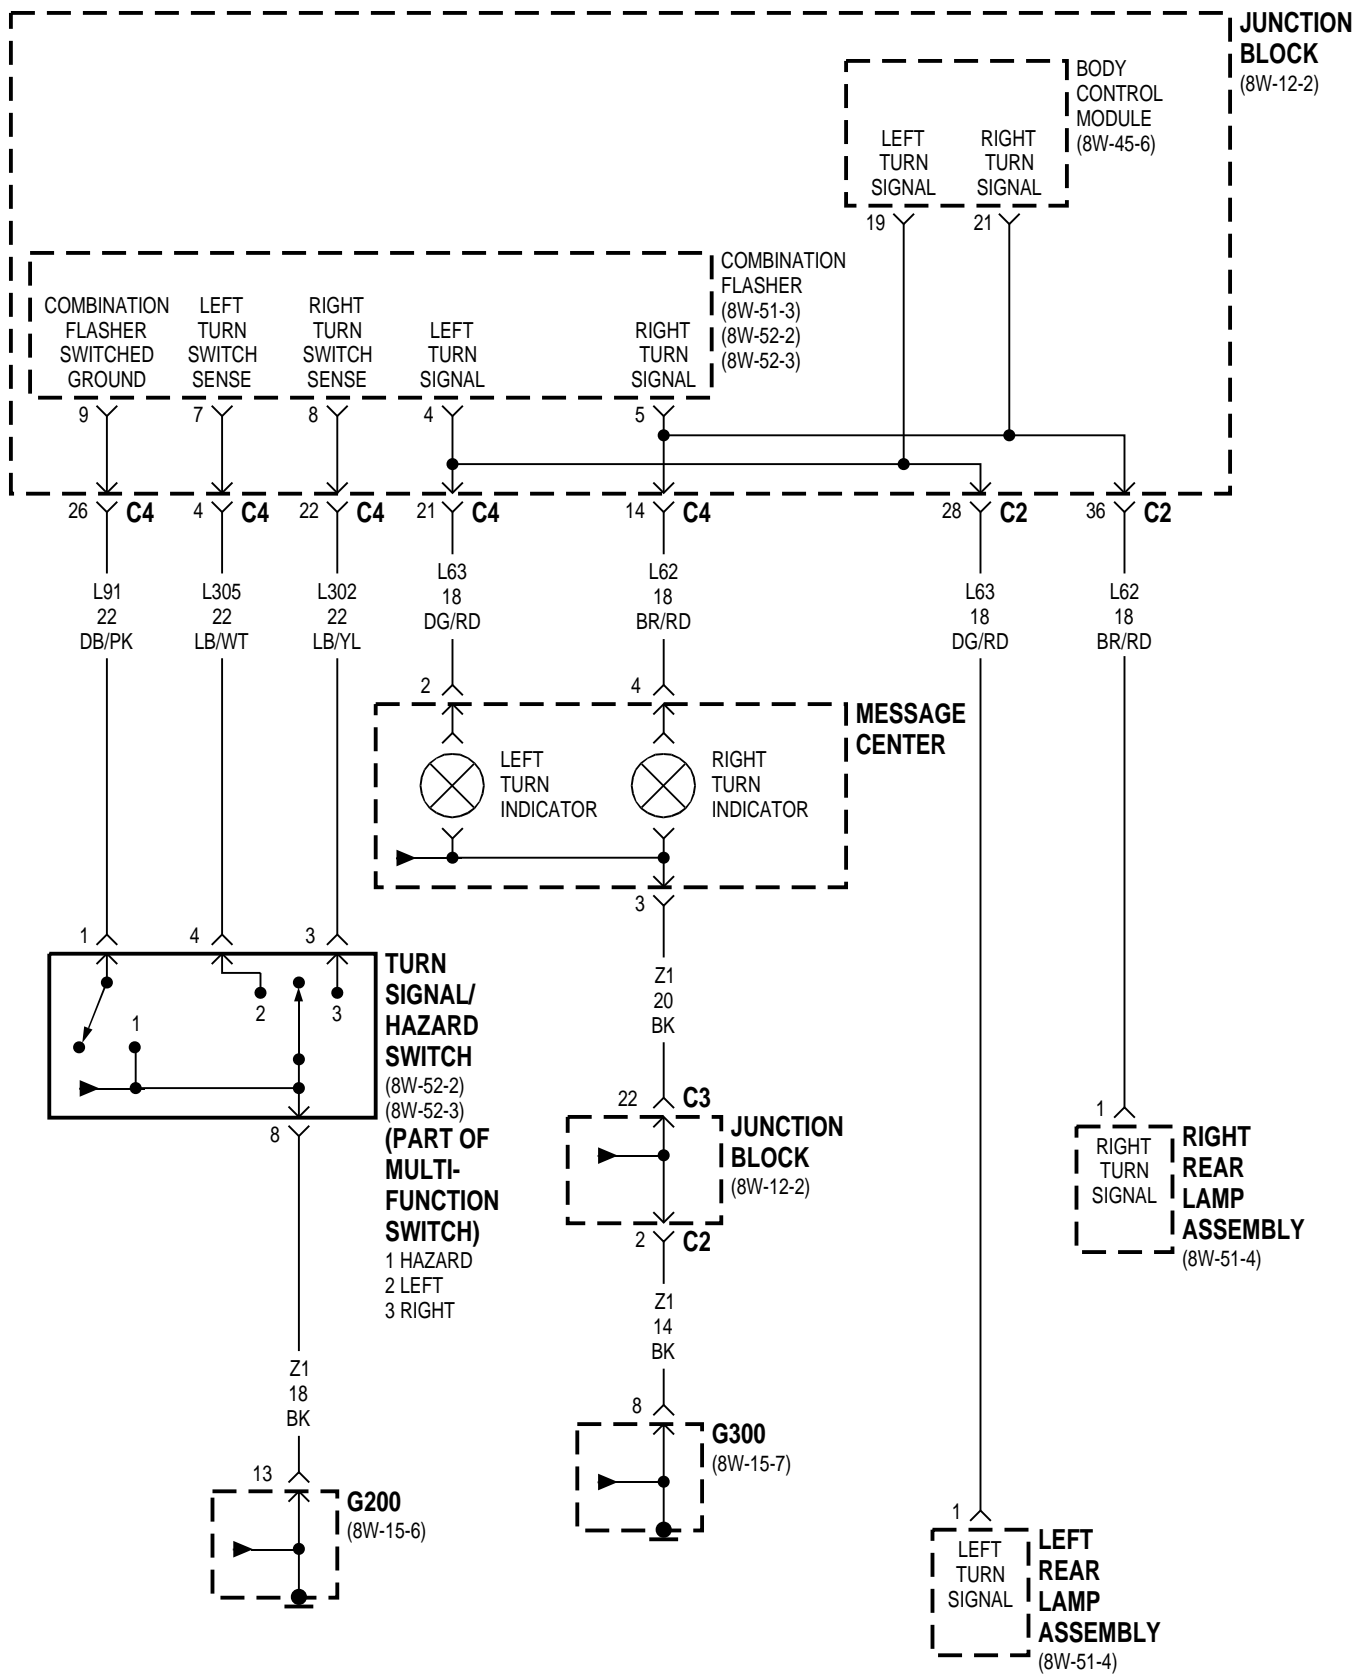 JUNCTION
BLOCK
(8W-12-2)
BODY
CONTROL
MODULE
(8W-45-6)
LEFT
TURN
SIGNAL
RIGHT
TURN
SIGNAL
19
21
COMBINATION
FLASHER
(8W-51-3)
(8W-52-2)
(8W-52-3)
COMBINATION
FLASHER
SWITCHED
GROUND
LEFT
TURN
SWITCH
SENSE
RIGHT
TURN
SWITCH
SENSE
LEFT
TURN
SIGNAL
RIGHT
TURN
SIGNAL
9
7
8
4
5
26 C4
4 C4
22 C4
21 C4
14 C4
28 C2
36 C2
L91
22
DB/PK
L305
22
LB/WT
L302
22
LB/YL
L63
18
DG/RD
L62
18
BR/RD
L63
18
DG/RD
L62
18
BR/RD
2
4
MESSAGE
CENTER
LEFT
TURN
INDICATOR
RIGHT
TURN
INDICATOR
3
1
4
3
1
2
3
TURN
SIGNAL/
HAZARD
SWITCH
(8W-52-2)
(8W-52-3)
(PART OF
MULTI-
FUNCTION
SWITCH)
1 HAZARD
2 LEFT
3 RIGHT
8
Z1
20
BK
22 C3
JUNCTION
BLOCK
(8W-12-2)
2 C2
Z1
14
BK
8
G300
(8W-15-7)
Z1
18
BK
13
G200
(8W-15-6)
1
RIGHT
TURN
SIGNAL
RIGHT
REAR
LAMP
ASSEMBLY
(8W-51-4)
1
LEFT
TURN
SIGNAL
LEFT
REAR
LAMP
ASSEMBLY
(8W-51-4)